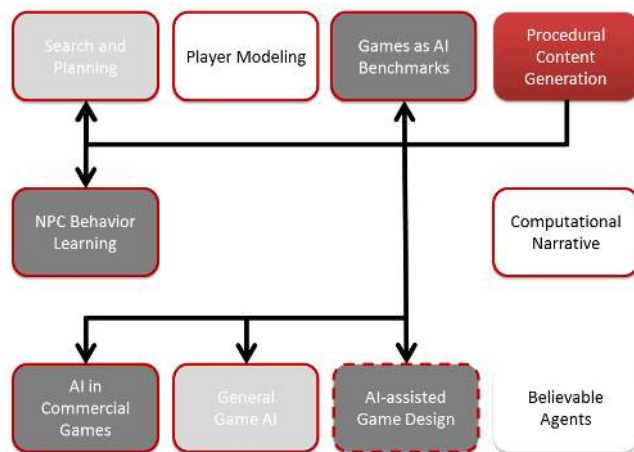 Search and
Planning
Player Modeling
Games as AI
Benchmarks
Procedural
Content
Generation
NPC Behavior
Learning
Computational
Narrative
AI in
Commercial
Games
General
Game AI
AI-assisted
Game Design
Believable
Agents